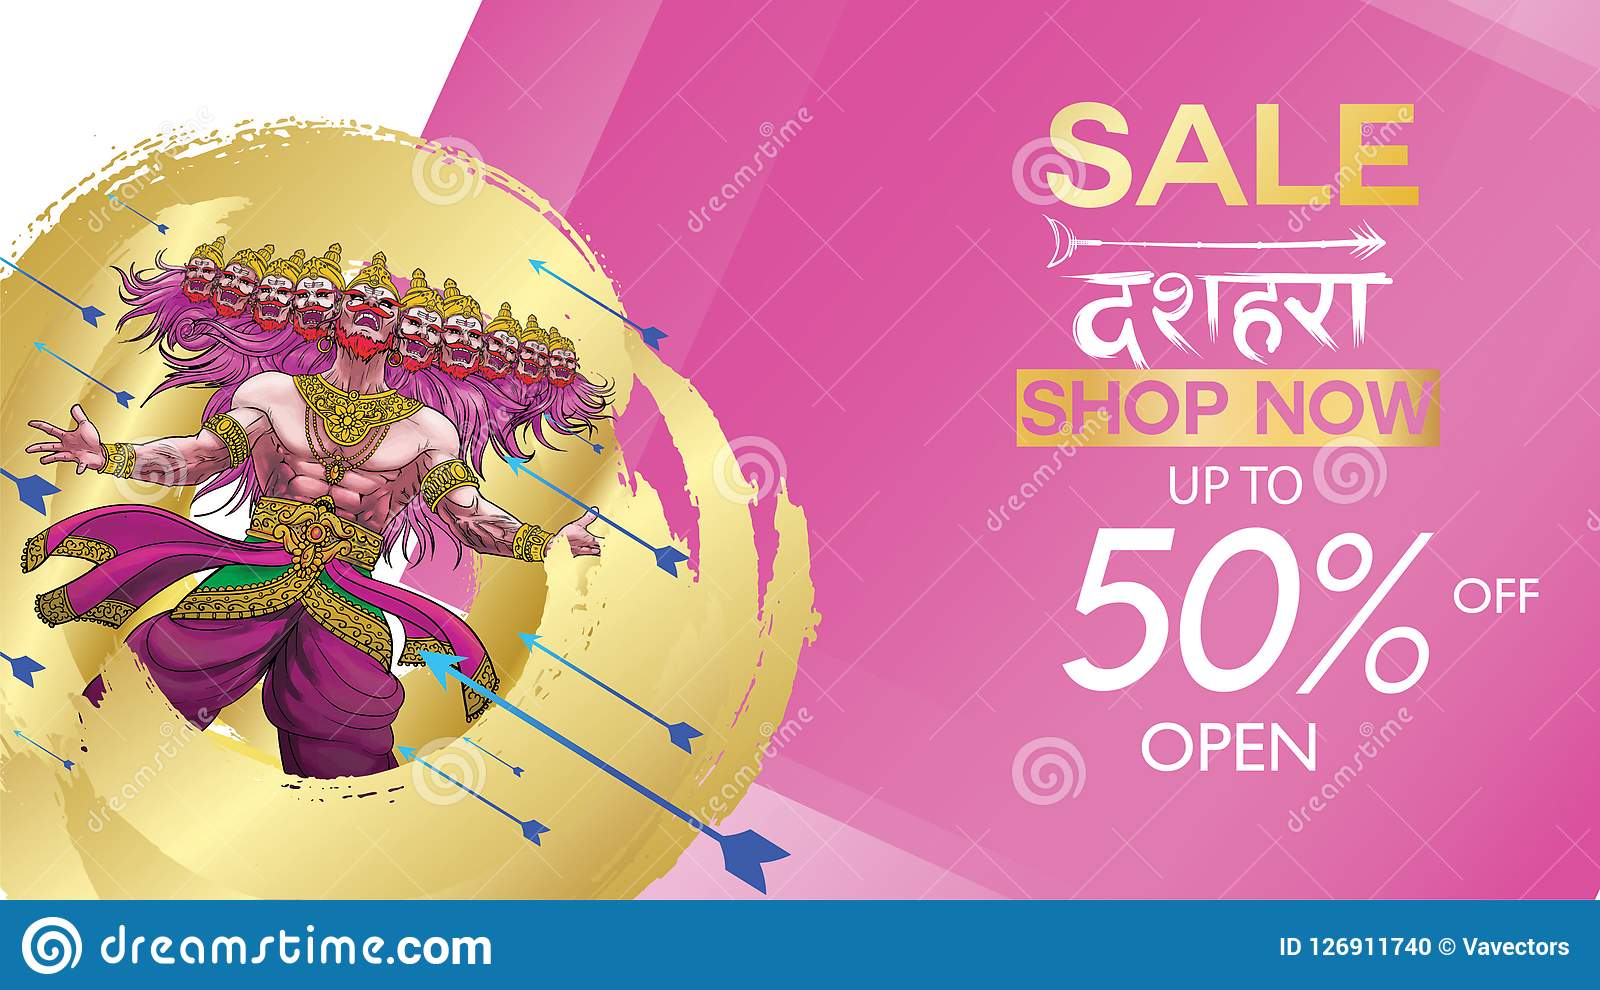 SALE
दशहरा
SHOP NOW
UP TO
50% OFF
OPEN
dreamstime.com
ID 126911740 © Vavectors